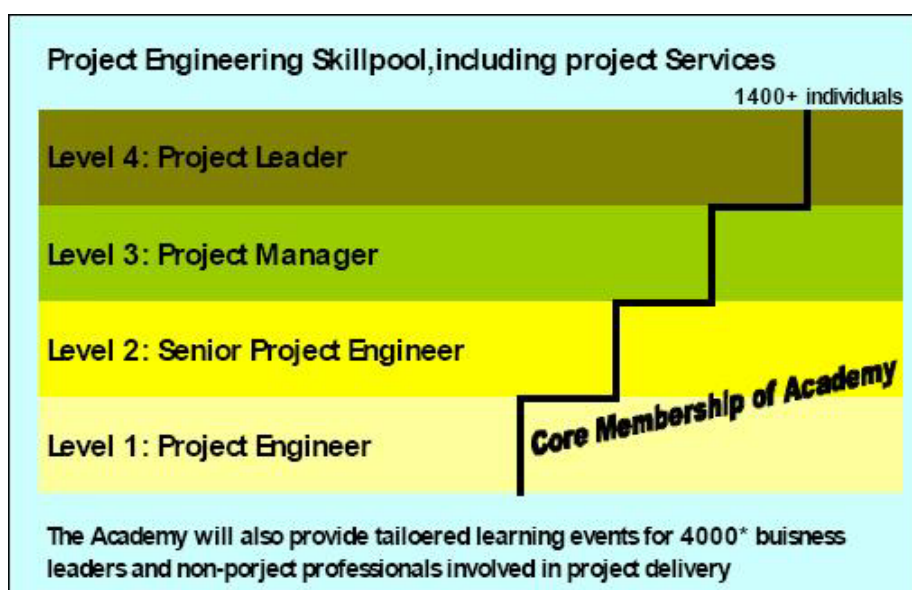 Project Engineering Skillpool,including project Services
1400+ individuals
Level 4: Project Leader
Level 3: Project Manager
Level 2: Senior Project Engineer
Core Membership of Academy
Level 1: Project Engineer
The Academy will also provide tailoered learning events for 4000* buisness
leaders and non-porject professionals involved in project delivery